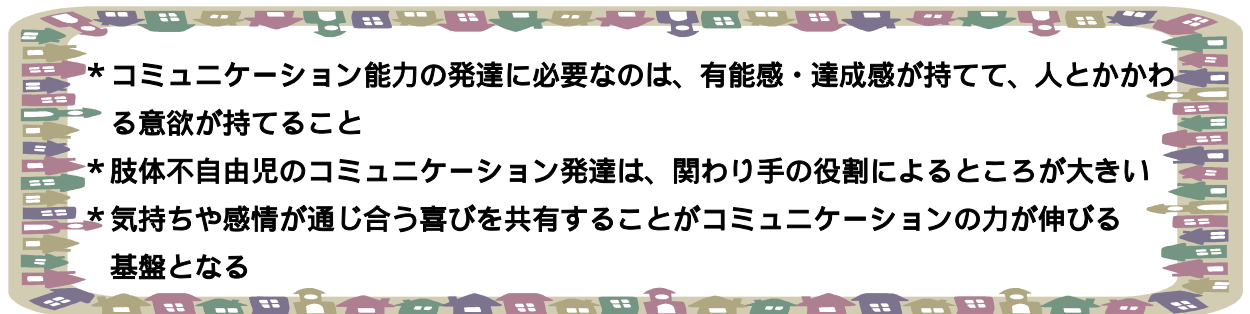 ＊コミュニケーション能力の発達に必要なのは、有能感・達成感が持てて、人とかかわ
る意欲が持てること
＊肢体不自由児のコミュニケーション発達は、関わり手の役割によるところが大きい
＊気持ちや感情が通じ合う喜びを共有することがコミュニケーションの力が伸びる
基盤となる